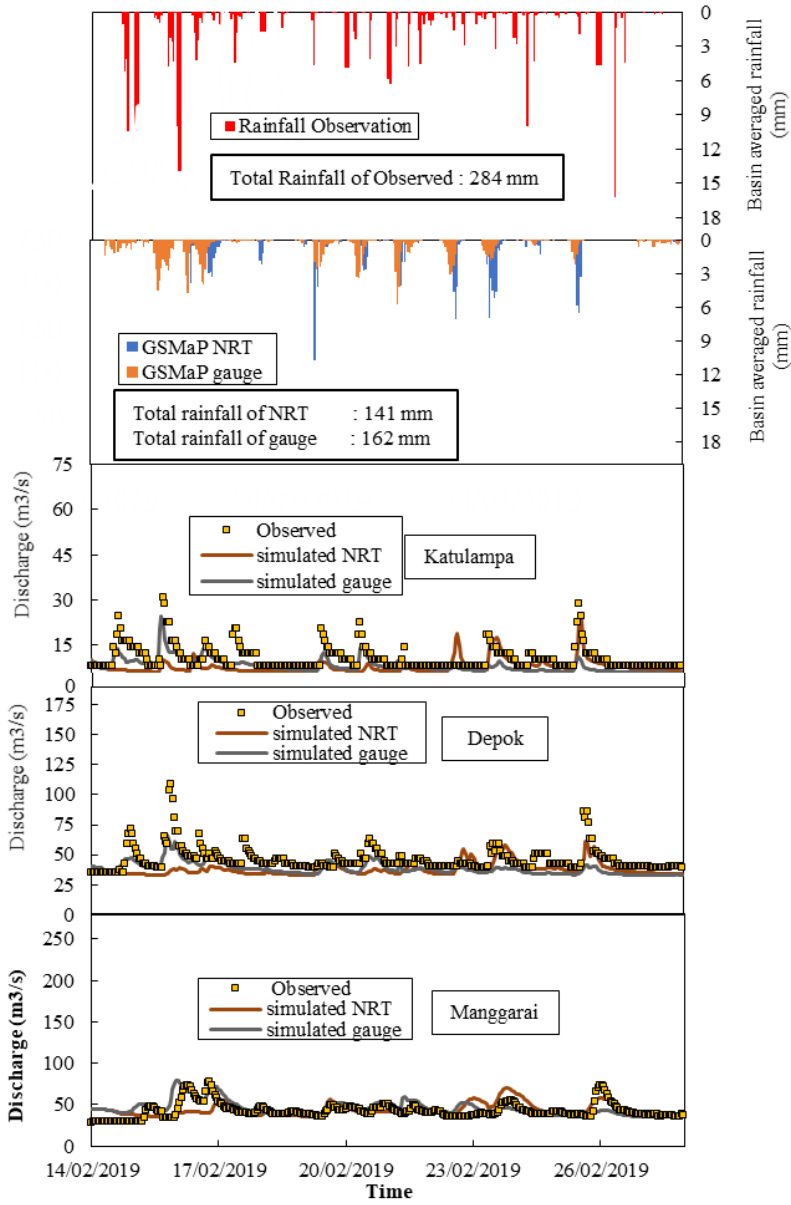 0
3
6
9
12
15
18
Basin averaged rainfall
(mm)
Rainfall Observation
Total Rainfall of Observed : 284 mm
0
3
6
9
12
15
18
Basin averaged rainfall
(mm)
GSMaP NRT
GSMaP gauge
Total rainfall of NRT : 141 mm
Total rainfall of gauge : 162 mm
Discharge (m3/s)
75
60
45
30
15
0
Observed
simulated NRT
simulated gauge
Katulampa
Discharge (m3/s)
175
150
125
100
75
50
25
0
Observed
simulated NRT
simulated gauge
Depok
Discharge (m3/s)
250
200
150
100
50
0
Observed
simulated NRT
simulated gauge
Manggarai
14/02/2019 17/02/2019 20/02/2019 23/02/2019 26/02/2019
Time